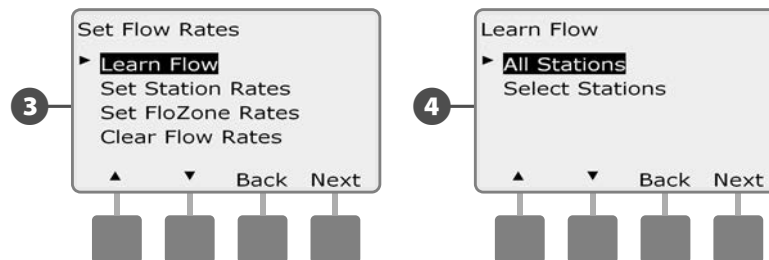 Set Flow Rates
► Learn Flow
Set Station Rates
Set FloZone Rates
Clear Flow Rates
▲ ▼ Back Next
3
Learn Flow
► All Stations
Select Stations
▲ ▼ Back Next
4